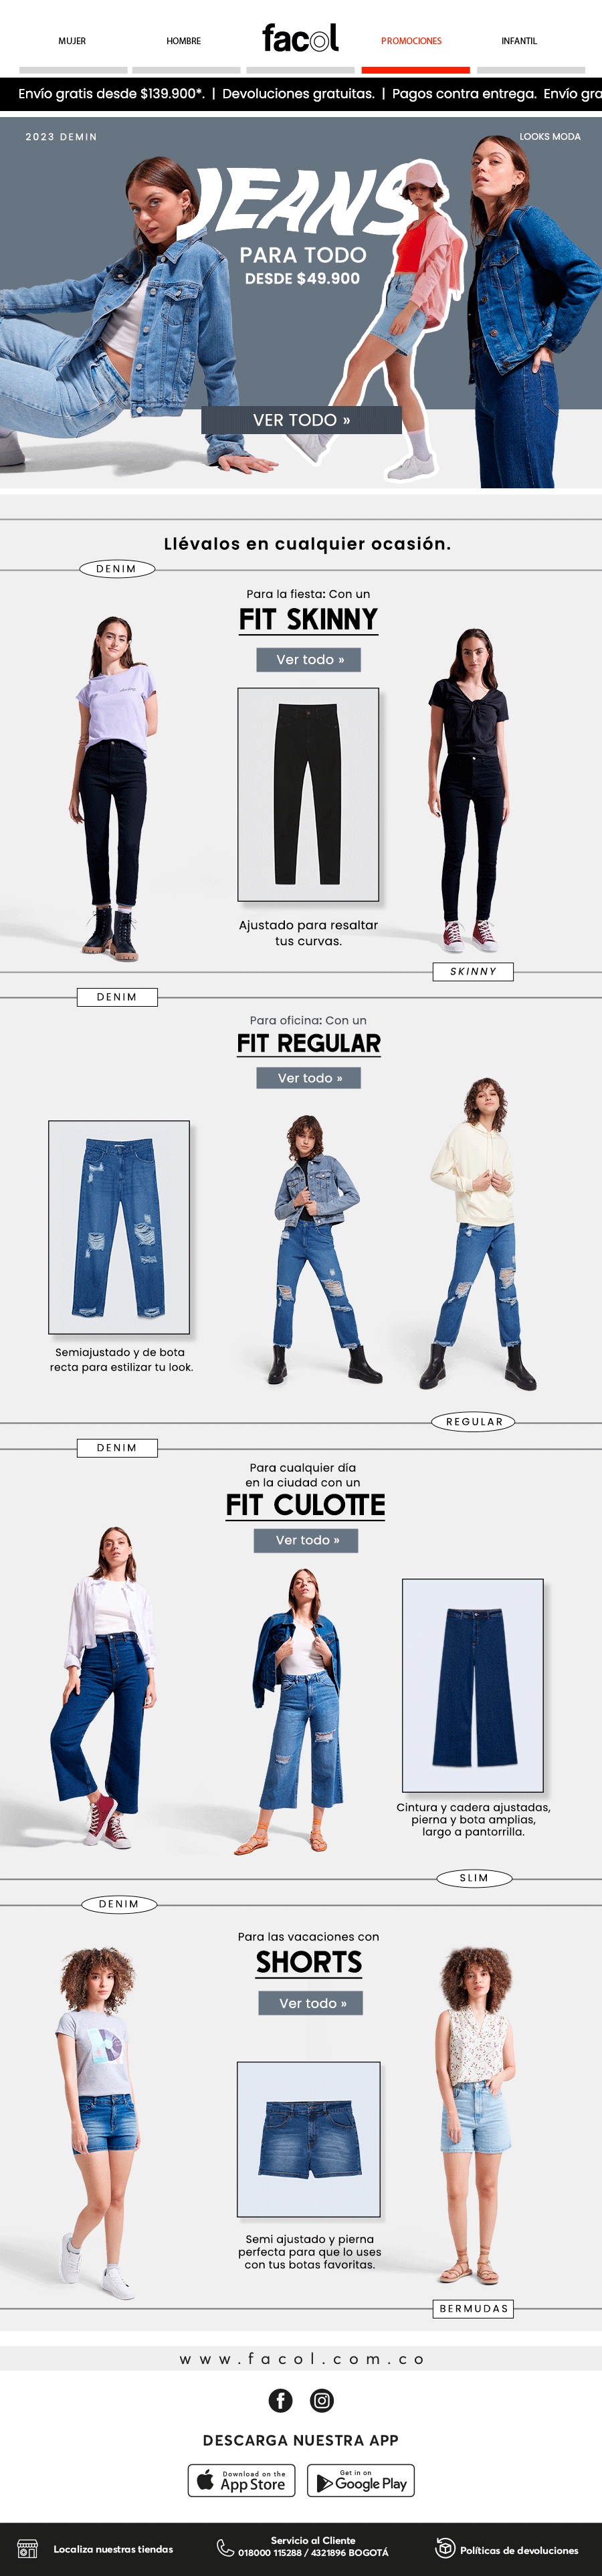 MUJER
HOMBRE
facol
PROMOCIONES
INFANTIL
Envío gratis desde $139.900*. | Devoluciones gratuitas. | Pagos contra entrega. Envío gra
2023 DEMIN
LOOKS MODA
JEANS
PARA TODO
DESDE $49.900
VER TODO »
Llévalos en cualquier ocasión.
DENIM
Para la fiesta: Con un
FIT SKINNY
Ver todo »
Ajustado para resaltar
tus curvas.
SKINNY
DENIM
Para oficina: Con un
FIT REGULAR
Ver todo »
Semiajustado y de bota
recta para estilizar tu look.
REGULAR
DENIM
Para cualquier día
en la ciudad con un
FIT CULOTTE
Ver todo »
Cintura y cadera ajustadas,
pierna y bota amplias,
largo a pantorrilla.
SLIM
DENIM
Para las vacaciones con
SHORTS
Ver todo »
Semi ajustado y pierna
perfecta para que lo uses
con tus botas favoritas.
BERMUDAS
www.facol.com.co
DESCARGA NUESTRA APP
Download on the
App Store
Get in on
Google Play
Localiza nuestras tiendas
Servicio al Cliente
018000 115288 / 4321896 BOGOTÁ
Políticas de devoluciones